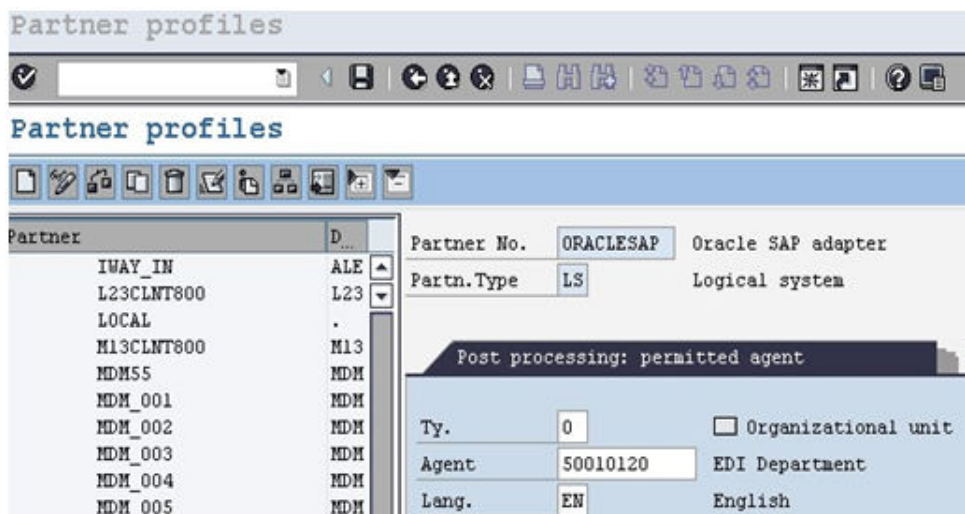 Partner profiles
Partner profiles
Partner D...
IWAY_IN ALE
L23CLNT800 L23
LOCAL .
M13CLNT800 M13
MDM55 MDM
MDM_001 MDM
MDM_002 MDM
MDM_003 MDM
MDM_004 MDM
MDM_005 MDM
Partner No. ORACLESAP Oracle SAP adapter
Partn.Type LS Logical system
Post processing: permitted agent
Ty. 0 Organizational unit
Agent 50010120 EDI Department
Lang. EN English